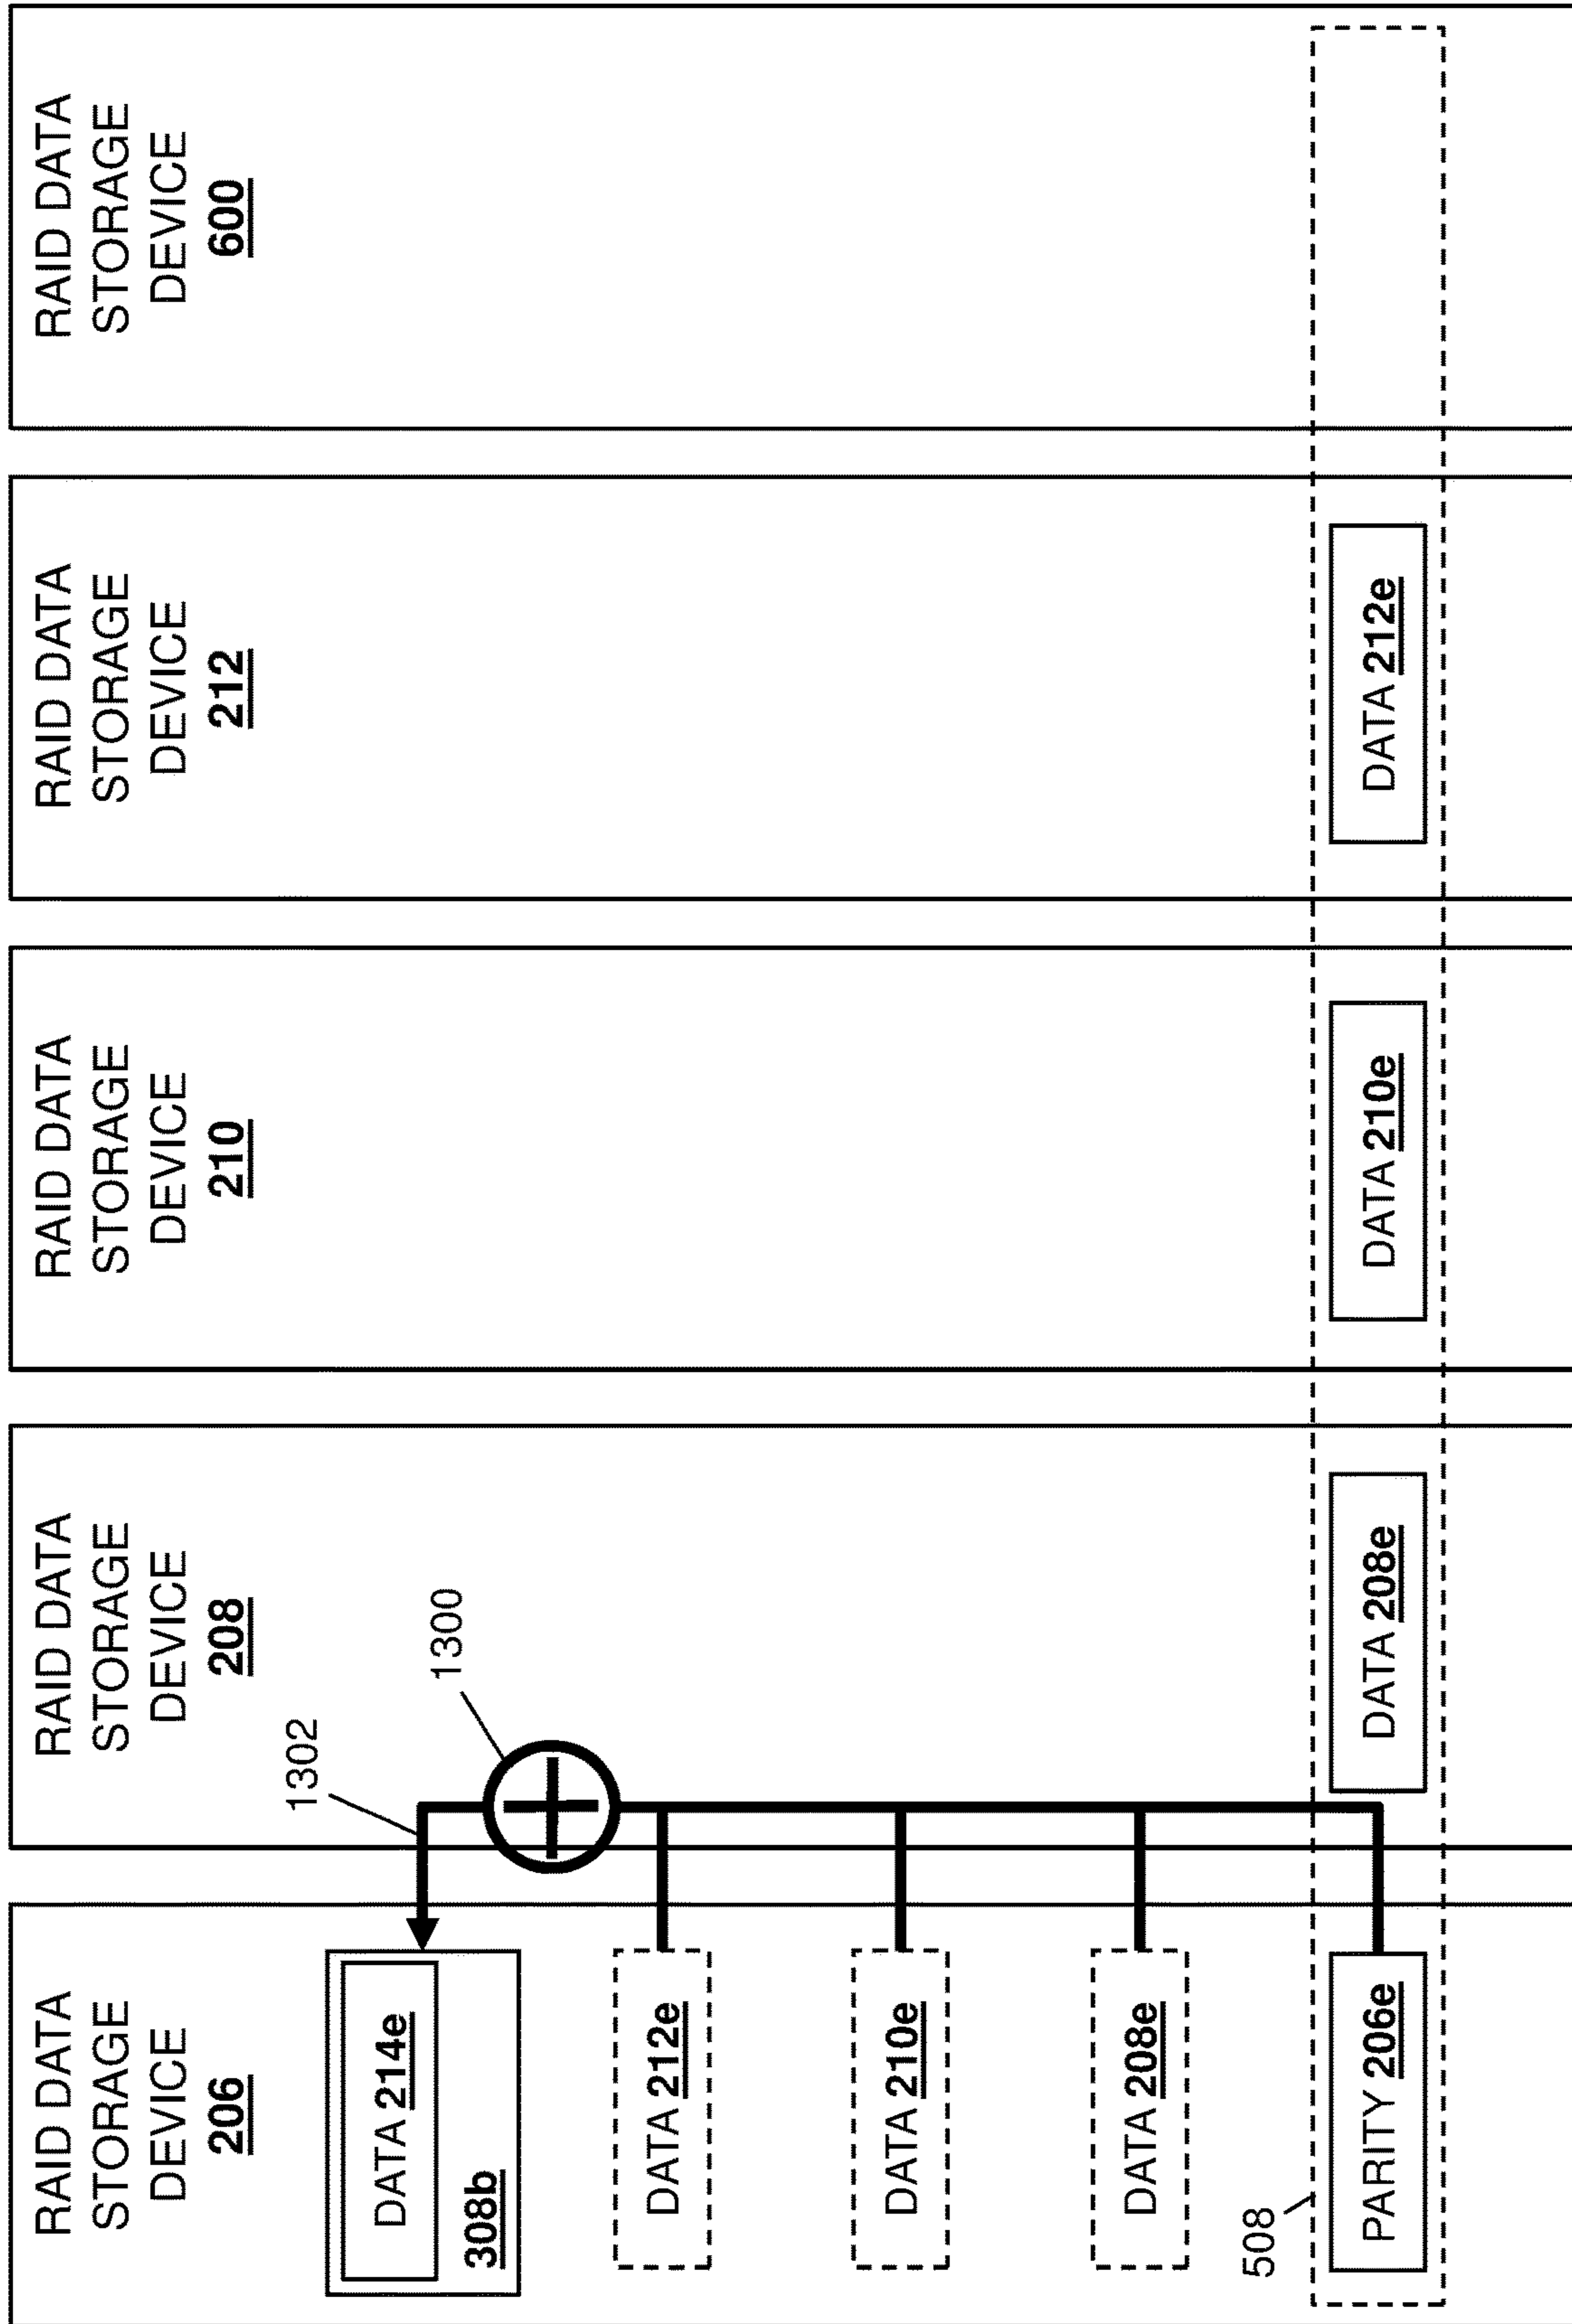 RAID DATA
STORAGE
DEVICE
206
DATA 214e
308b
DATA 212e
DATA 210e
DATA 208e
508
PARITY 206e
RAID DATA
STORAGE
DEVICE
208
1302
1300
DATA 208e
RAID DATA
STORAGE
DEVICE
210
DATA 210e
RAID DATA
STORAGE
DEVICE
212
DATA 212e
RAID DATA
STORAGE
DEVICE
600